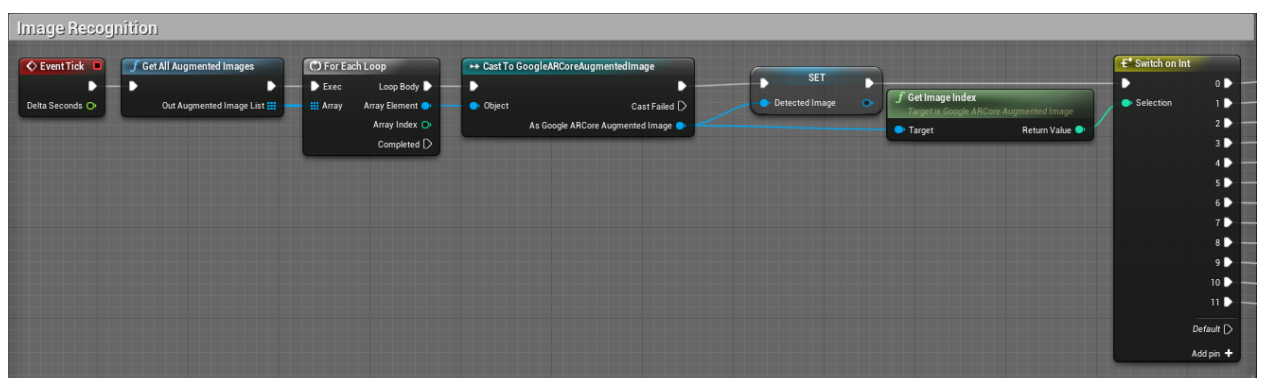 Image Recognition
Event Tick
Delta Seconds
f Get All Augmented Images
Out Augmented Image List
For Each Loop
Exec Loop Body
Array Array Element
Array Index
Completed
Cast To GoogleARCoreAugmentedImage
Object Cast Failed
As Google ARCore Augmented Image
SET
Detected Image
f Get Image Index
Target is Google ARCore Augmented Image
Target Return Value
Switch on Int
0
Selection 1
2
3
4
5
6
7
8
9
10
11
Default
Add pin +